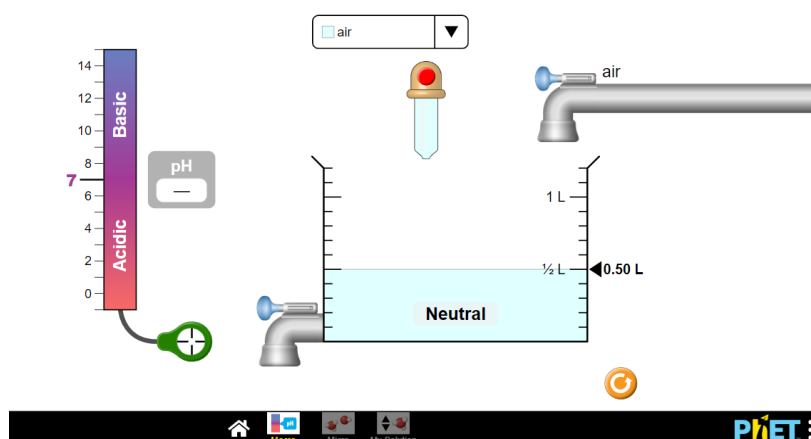 air
air
14
12
10
8
7
6
4
2
0
Basic
Acidic
pH
—
1 L
½ L
0.50 L
Neutral
Macro
Micro
My Solution
PhET